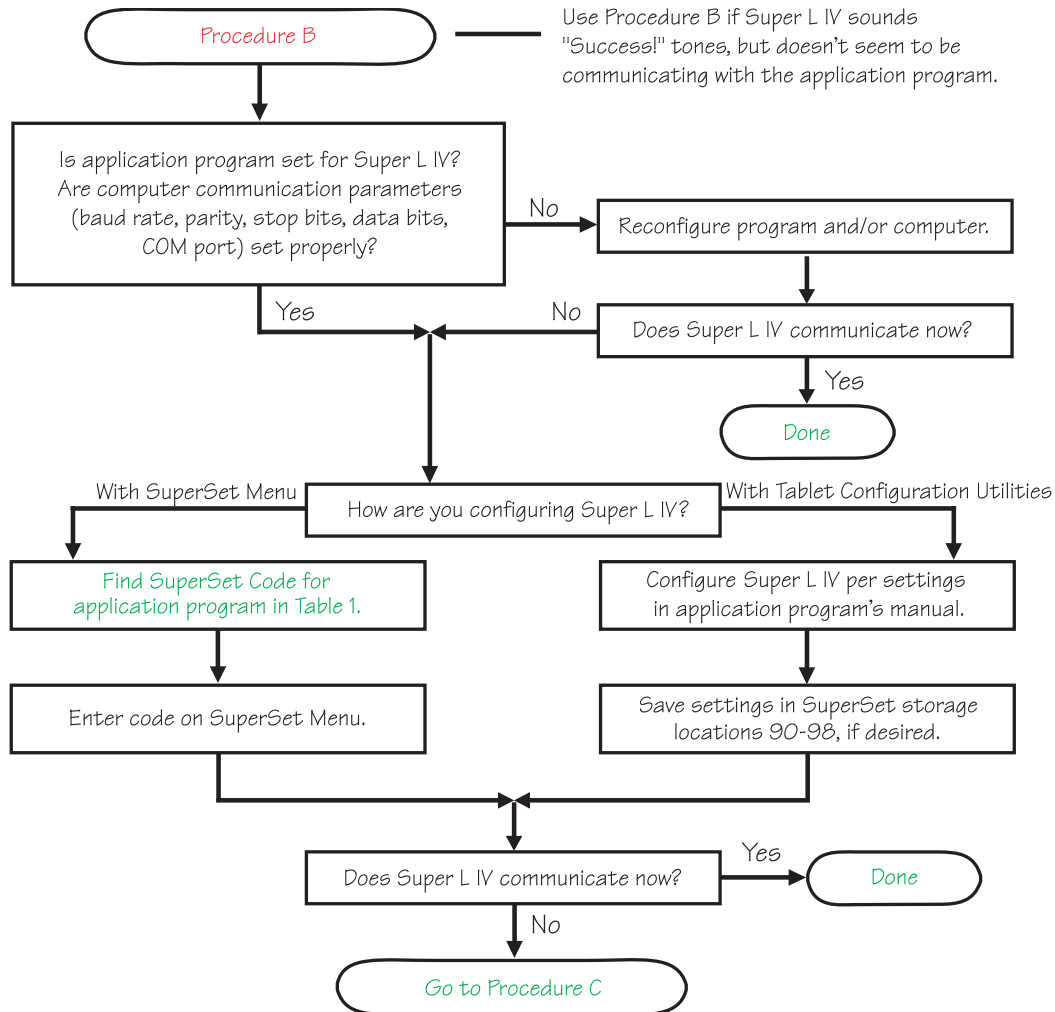 Procedure B
Use Procedure B if Super L IV sounds
"Success!" tones, but doesn't seem to be
communicating with the application program.
Is application program set for Super L IV?
Are computer communication parameters
(baud rate, parity, stop bits, data bits,
COM port) set properly?
No
Reconfigure program and/or computer.
Yes
No
Does Super L IV communicate now?
Yes
Done
With SuperSet Menu
How are you configuring Super L IV?
With Tablet Configuration Utilities
Find SuperSet Code for
application program in Table 1.
Configure Super L IV per settings
in application program's manual.
Enter code on SuperSet Menu.
Save settings in SuperSet storage
locations 90-98, if desired.
Does Super L IV communicate now?
Yes
Done
No
Go to Procedure C